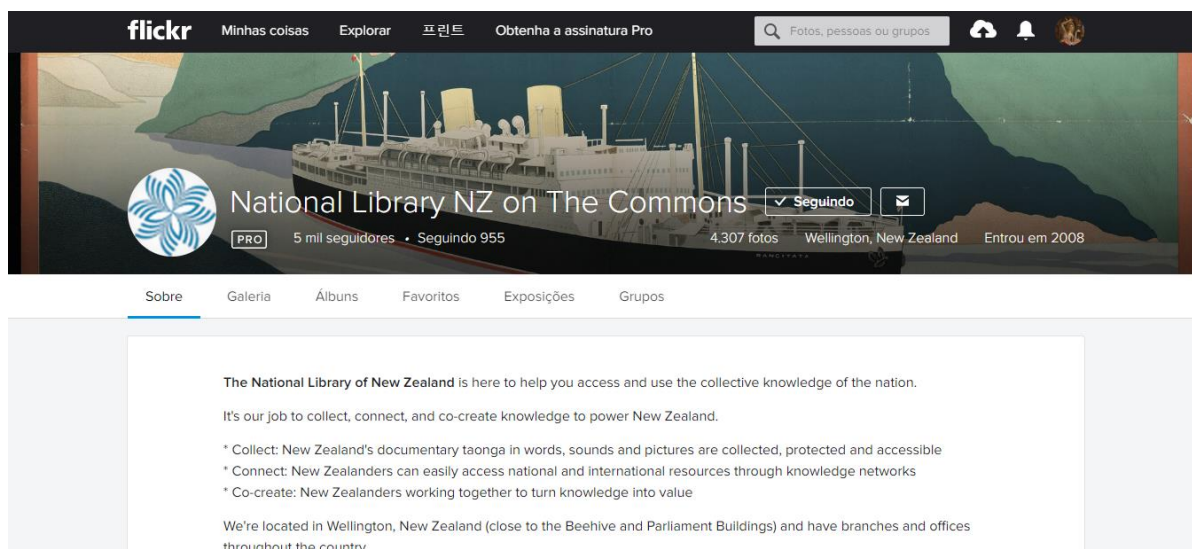 flickr Minhas coisas Explorar 프린트 Obtenha a assinatura Pro Fotos, pessoas ou grupos
National Library NZ on The Commons Seguindo
PRO 5 mil seguidores • Seguindo 955 4.307 fotos Wellington, New Zealand Entrou em 2008
RANGITATA
Sobre Galeria Álbuns Favoritos Exposições Grupos
The National Library of New Zealand is here to help you access and use the collective knowledge of the nation.
It's our job to collect, connect, and co-create knowledge to power New Zealand.
* Collect: New Zealand's documentary taonga in words, sounds and pictures are collected, protected and accessible
* Connect: New Zealanders can easily access national and international resources through knowledge networks
* Co-create: New Zealanders working together to turn knowledge into value
We're located in Wellington, New Zealand (close to the Beehive and Parliament Buildings) and have branches and offices
throughout the country.